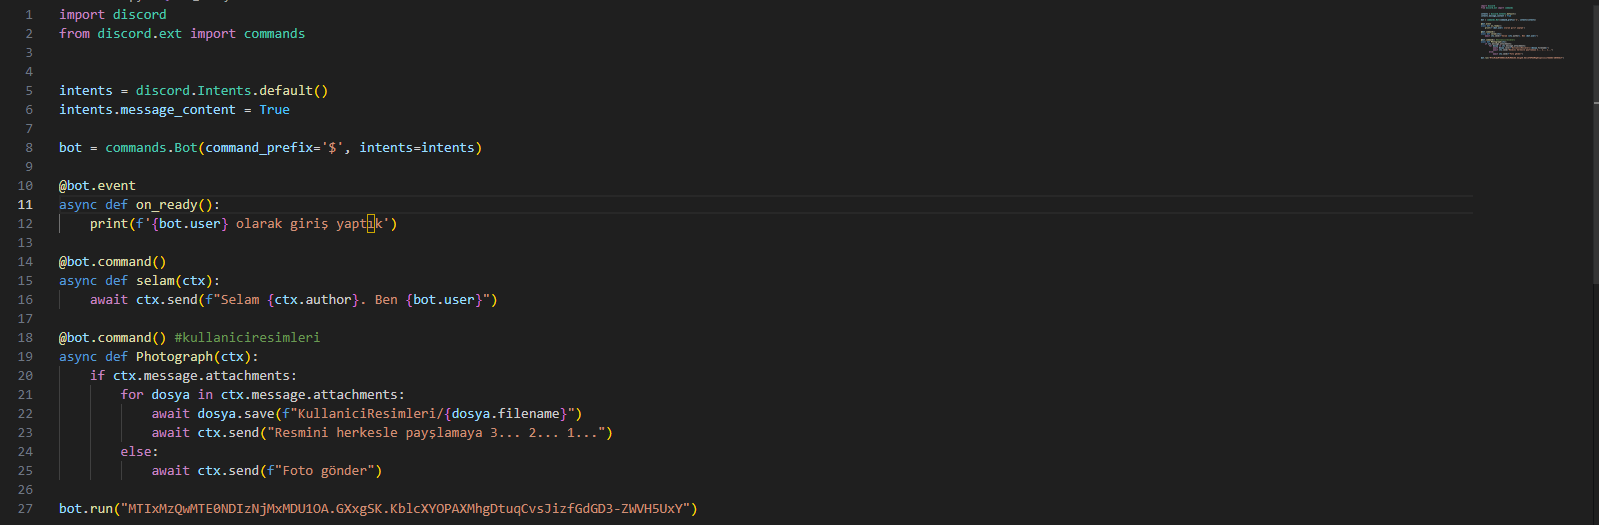 1 import discord
2 from discord.ext import commands
3
4
5 intents = discord.Intents.default()
6 intents.message_content = True
7
8 bot = commands.Bot(command_prefix='$', intents=intents)
9
10 @bot.event
11 async def on_ready():
12     print(f'{bot.user} olarak giriş yaptık')
13
14 @bot.command()
15 async def selam(ctx):
16     await ctx.send(f"Selam {ctx.author}. Ben {bot.user}")
17
18 @bot.command() #kullaniciresimleri
19 async def Photograph(ctx):
20     if ctx.message.attachments:
21         for dosya in ctx.message.attachments:
22             await dosya.save(f"KullaniciResimleri/{dosya.filename}")
23             await ctx.send("Resmini herkesle payşlamaya 3... 2... 1...")
24         else:
25             await ctx.send(f"Foto gönder")
26
27 bot.run("MTIxMzQwMTE0NDIzNjMxMDU1OA.GXxgSK.KblcXYOPAXMhgDtuqCvsJizfGdGD3-ZWVH5UxY")